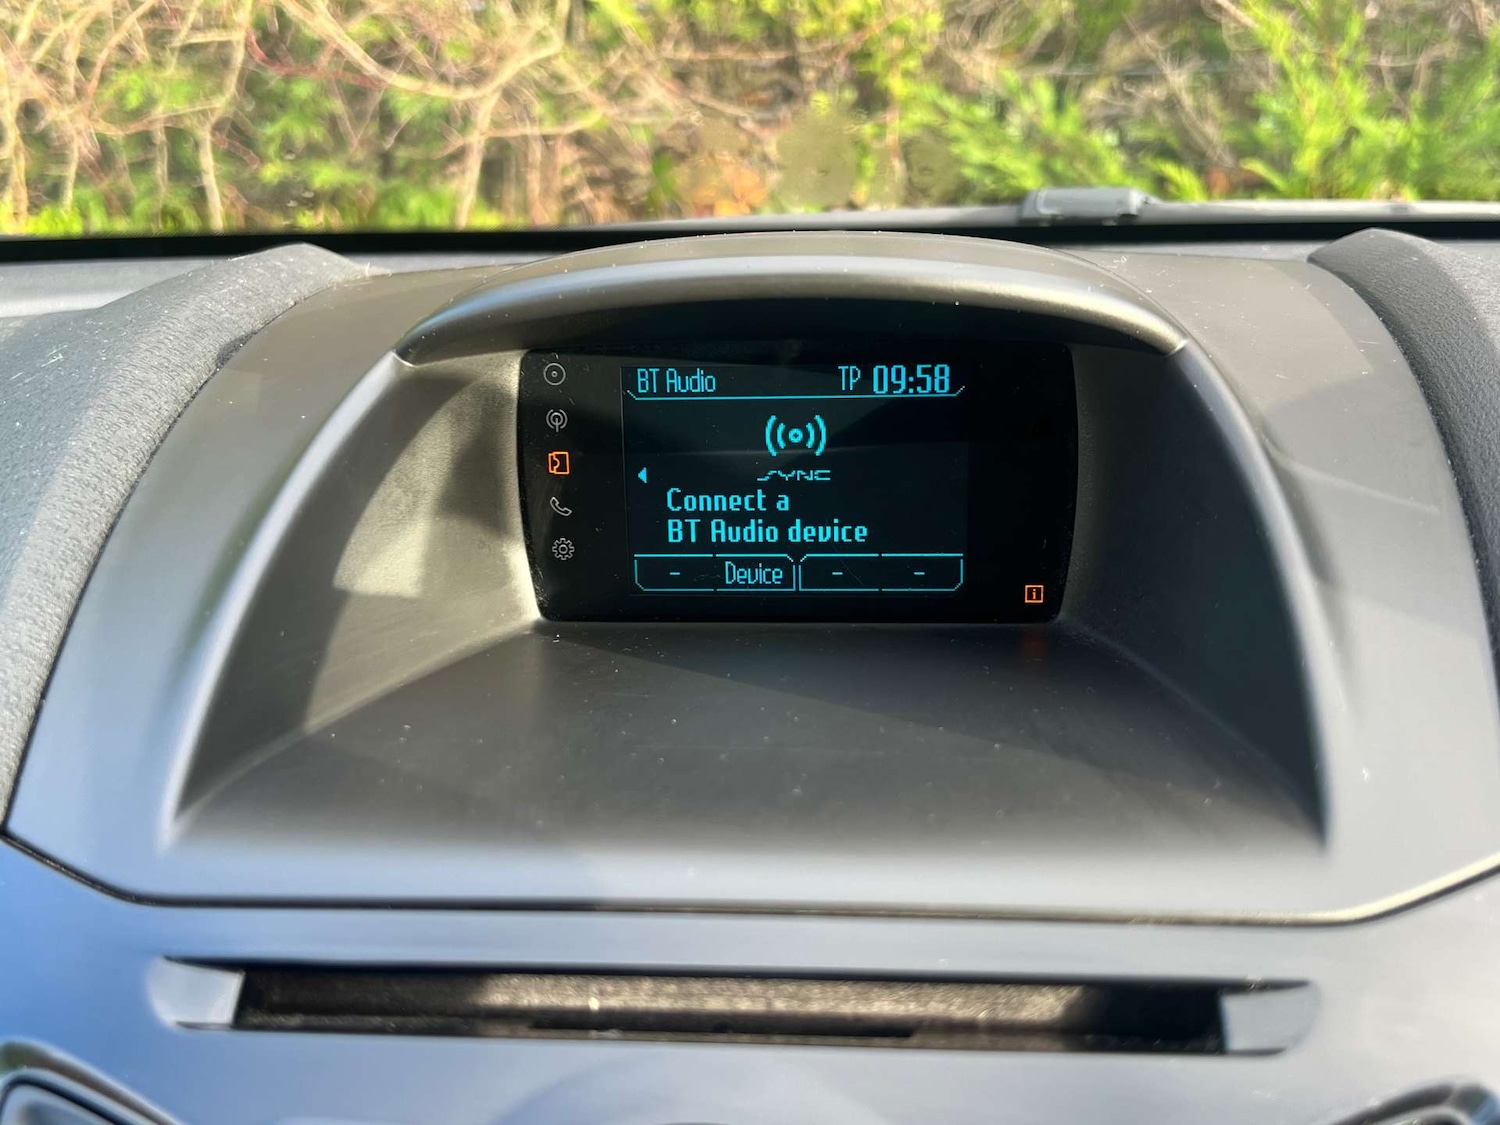 BT Audio TP 09:58
SYNC
Connect a
BT Audio device
- Device - -
i